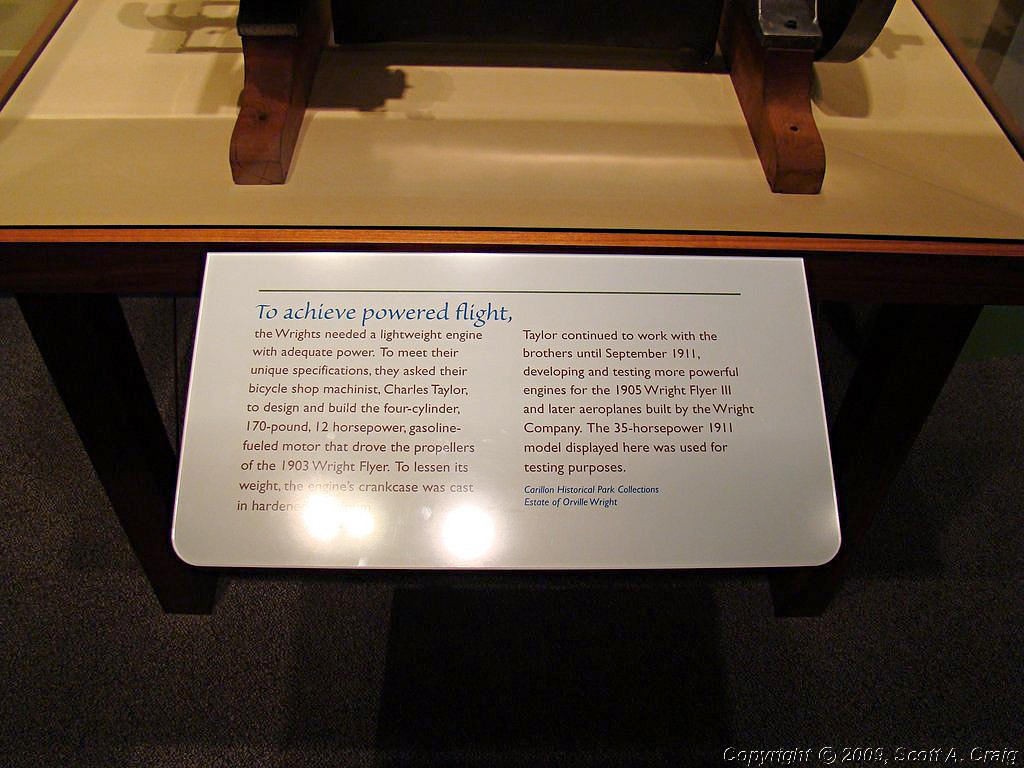 To achieve powered flight,
the Wrights needed a lightweight engine
with adequate power. To meet their
unique specifications, they asked their
bicycle shop machinist, Charles Taylor,
to design and build the four-cylinder,
170-pound, 12 horsepower, gasoline-
fueled motor that drove the propellers
of the 1903 Wright Flyer. To lessen its
weight, the engine's crankcase was cast
in
Taylor continued to work with the
brothers until September 1911,
developing and testing more powerful
engines for the 1905 Wright Flyer III
and later aeroplanes built by the Wright
Company. The 35-horsepower 1911
model displayed here was used for
testing purposes.
Carillon Historical Park Collections
Estate of Orville Wright
Copyright © 2009, Scott A. Craig